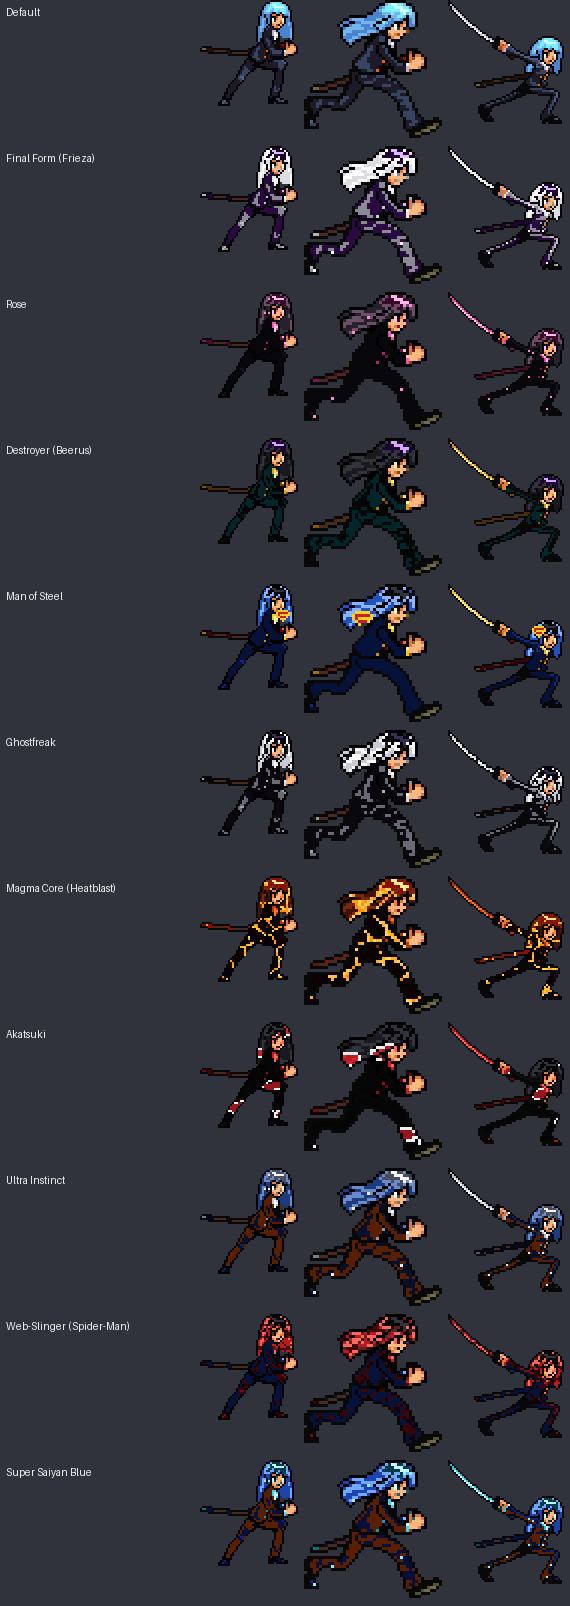 Default
Final Form (Frieza)
Rose
Destroyer (Beerus)
Man of Steel
Ghostfreak
Magma Core (Heatblast)
Akatsuki
Ultra Instinct
Web-Slinger (Spider-Man)
Super Saiyan Blue